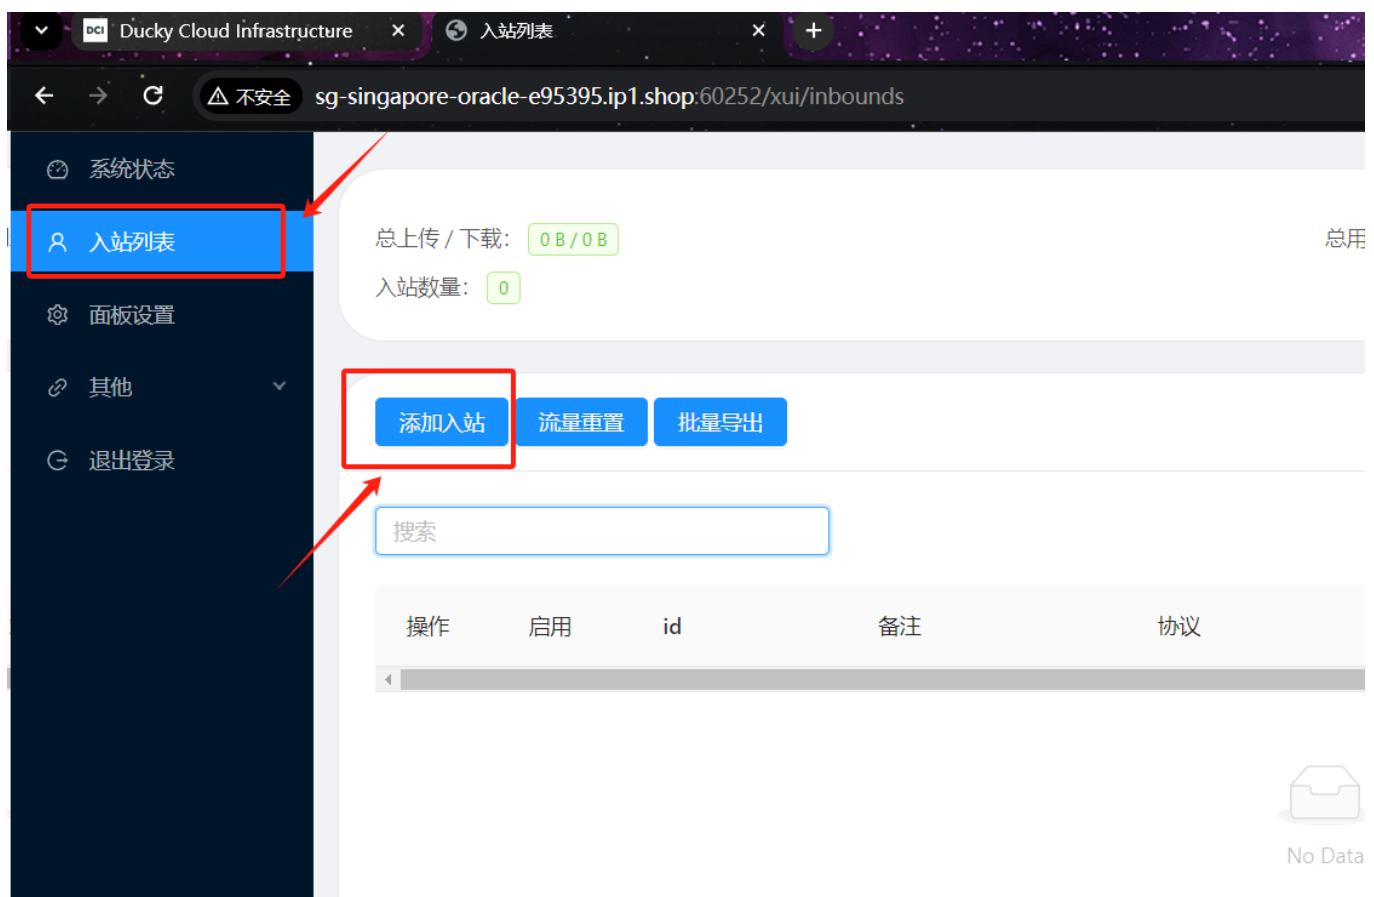 Ducky Cloud Infrastructure
入站列表
不安全
sg-singapore-oracle-e95395.ip1.shop:60252/xui/inbounds
系统状态
入站列表
面板设置
其他
退出登录
总上传 / 下载: 0 B / 0 B
总用
入站数量: 0
添加入站 流量重置 批量导出
搜索
操作 启用 id 备注 协议
No Data